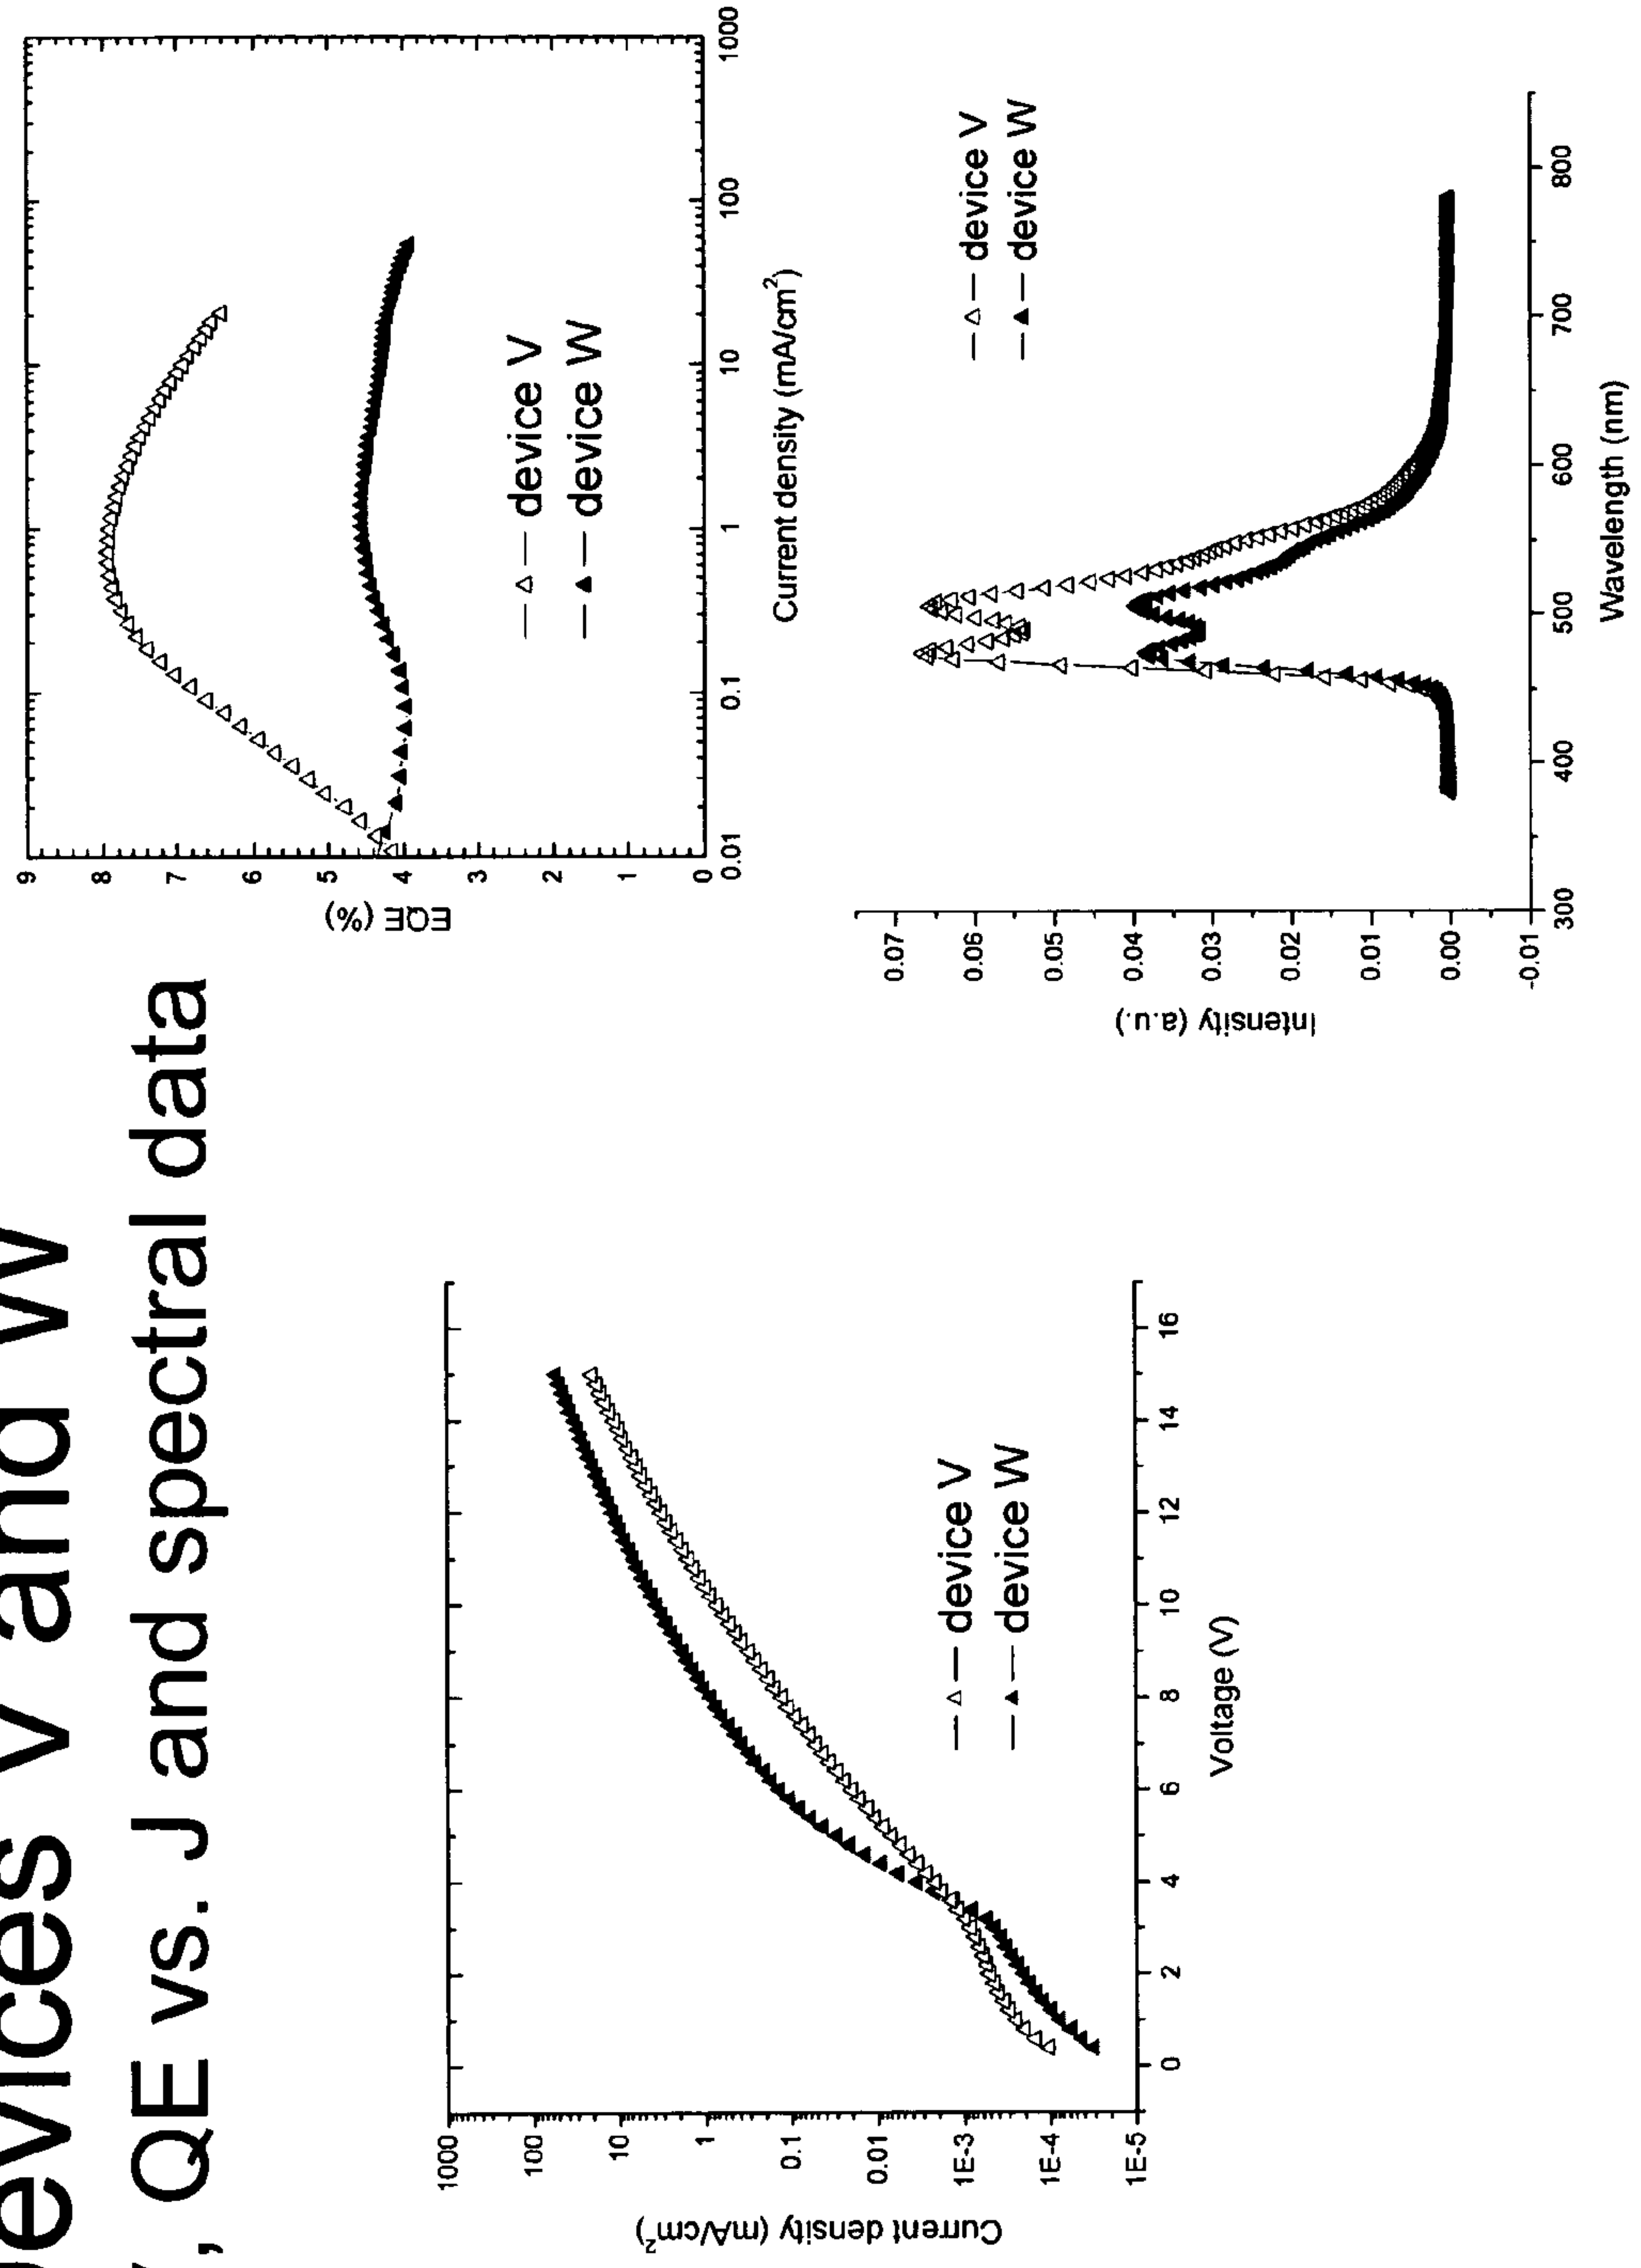 Devices V and W
, QE vs. J and spectral data
Current density (mA/cm²)
1000
100
10
1
0.1
0.01
1E-3
1E-4
1E-5
0 2 4 6 8 10 12 14 16
Voltage (V)
device V
device W
EQE (%)
9
8
7
6
5
4
3
2
1
0
0.01 0.1 1 10 100 1000
Current density (mA/cm²)
device V
device W
Intensity (a.u.)
0.07
0.06
0.05
0.04
0.03
0.02
0.01
0.00
-0.01
300 400 500 600 700 800
Wavelength (nm)
device V
device W